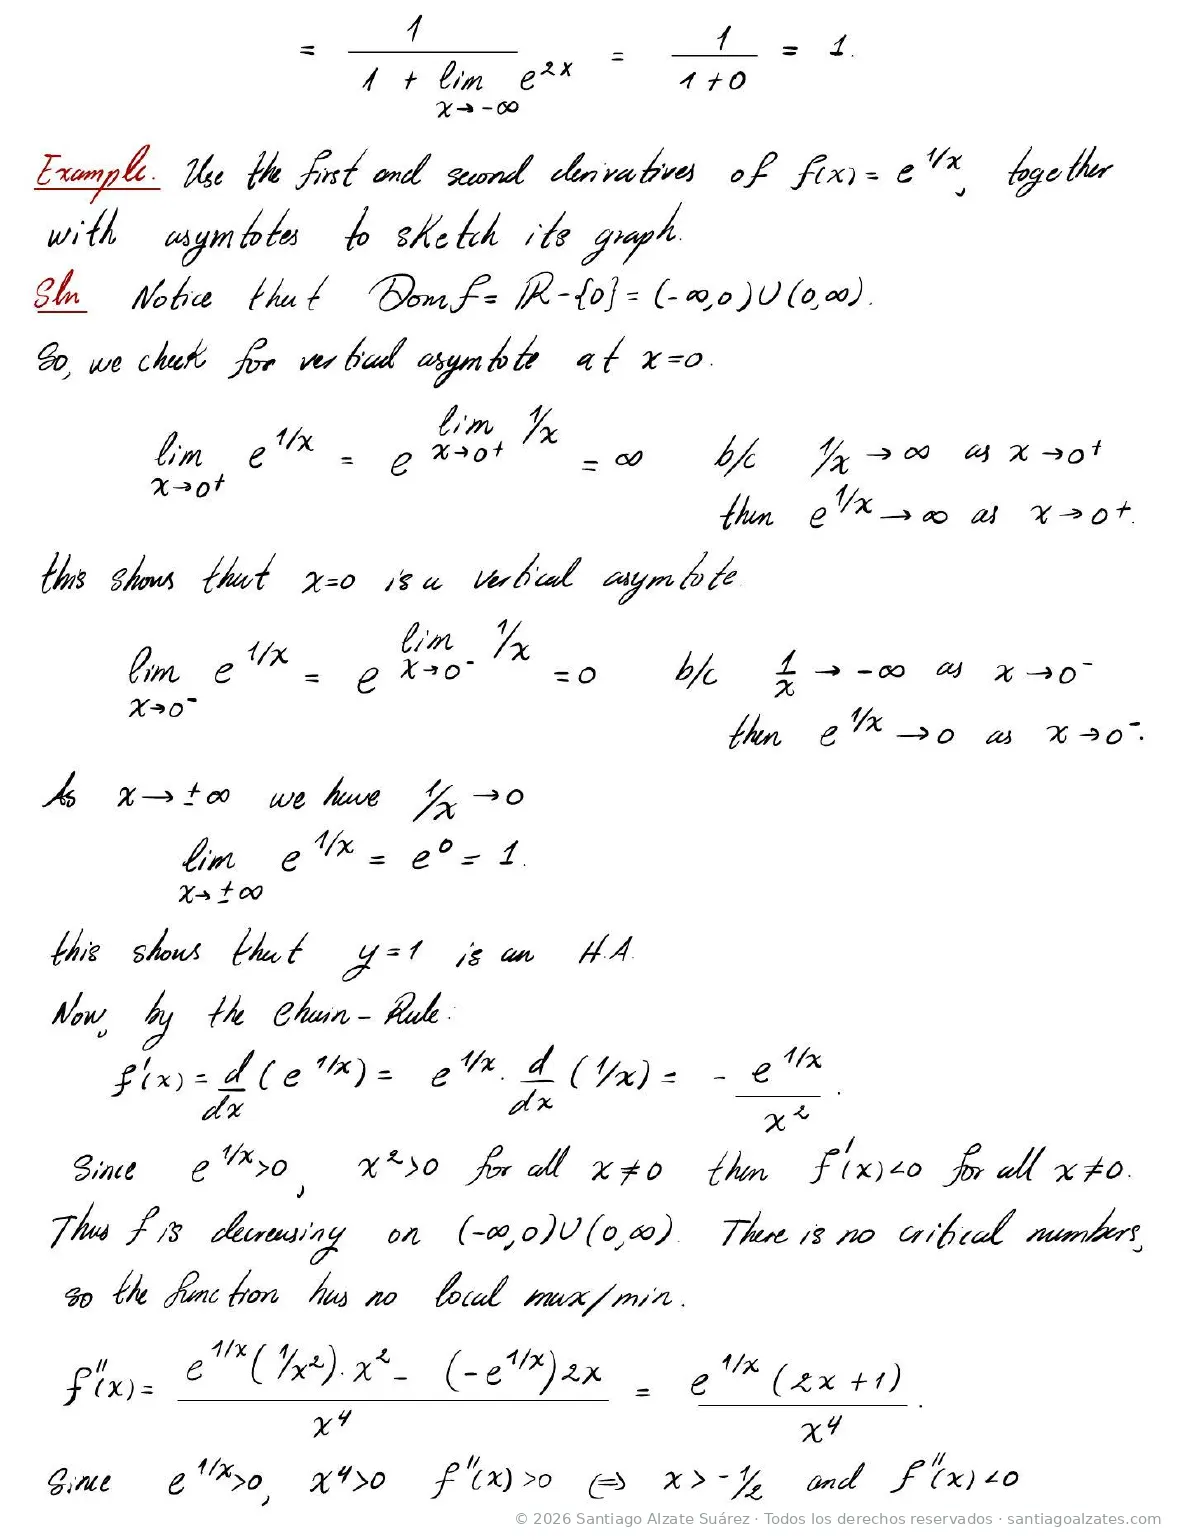 = 1 / (1 + lim x→-∞ e^{2x}) = 1 / (1+0) = 1.
Example. Use the first and second derivatives of f(x) = e^{1/x}, together
with asymtotes to sketch its graph.
Sln Notice that Dom f = ℝ-{0} = (-∞,0)∪(0,∞).
So, we check for vertical asymtote at x=0.
lim x→0⁺ e^{1/x} = e^{lim x→0⁺ 1/x} = ∞ b/c 1/x → ∞ as x→0⁺
then e^{1/x} → ∞ as x→0⁺.
this shows that x=0 is a vertical asymtote.
lim x→0⁻ e^{1/x} = e^{lim x→0⁻ 1/x} = 0 b/c 1/x → -∞ as x→0⁻
then e^{1/x} → 0 as x→0⁻.
As x→±∞ we have 1/x → 0
lim x→±∞ e^{1/x} = e^0 = 1.
this shows that y=1 is an H.A.
Now, by the Chain-Rule:
f'(x) = d/dx (e^{1/x}) = e^{1/x} · d/dx (1/x) = - e^{1/x} / x².
Since e^{1/x}>0, x²>0 for all x≠0 then f'(x)<0 for all x≠0.
Thus f is decreasing on (-∞,0)∪(0,∞). There is no critical numbers,
so the function has no local max/min.
f''(x) = (e^{1/x}(1/x²)·x² - (-e^{1/x})2x) / x⁴ = e^{1/x}(2x+1) / x⁴.
Since e^{1/x}>0, x⁴>0 f''(x)>0 ⇔ x>-1/2 and f''(x)<0
© 2026 Santiago Alzate Suárez · Todos los derechos reservados · santiagoalzates.com